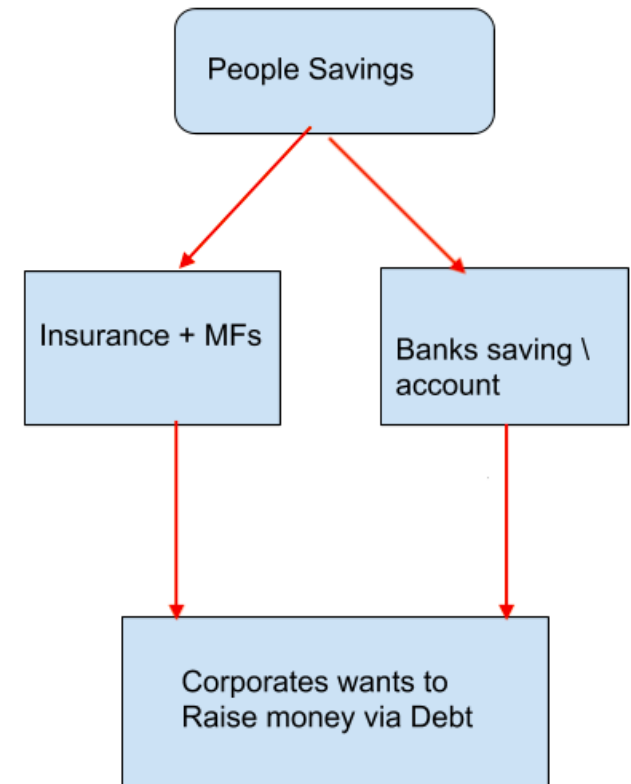 People Savings
Insurance + MFs
Banks saving \
account
Corporates wants to
Raise money via Debt